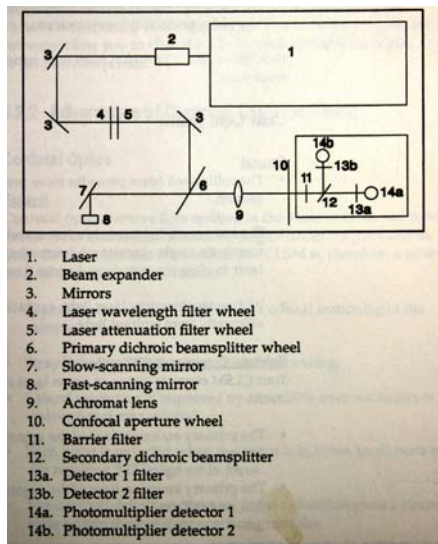 2
1
3
3
4
5
3
14b
10
13b
11
14a
7
6
9
12
13a
8
1. Laser
2. Beam expander
3. Mirrors
4. Laser wavelength filter wheel
5. Laser attenuation filter wheel
6. Primary dichroic beamsplitter wheel
7. Slow-scanning mirror
8. Fast-scanning mirror
9. Achromat lens
10. Confocal aperture wheel
11. Barrier filter
12. Secondary dichroic beamsplitter
13a. Detector 1 filter
13b. Detector 2 filter
14a. Photomultiplier detector 1
14b. Photomultiplier detector 2